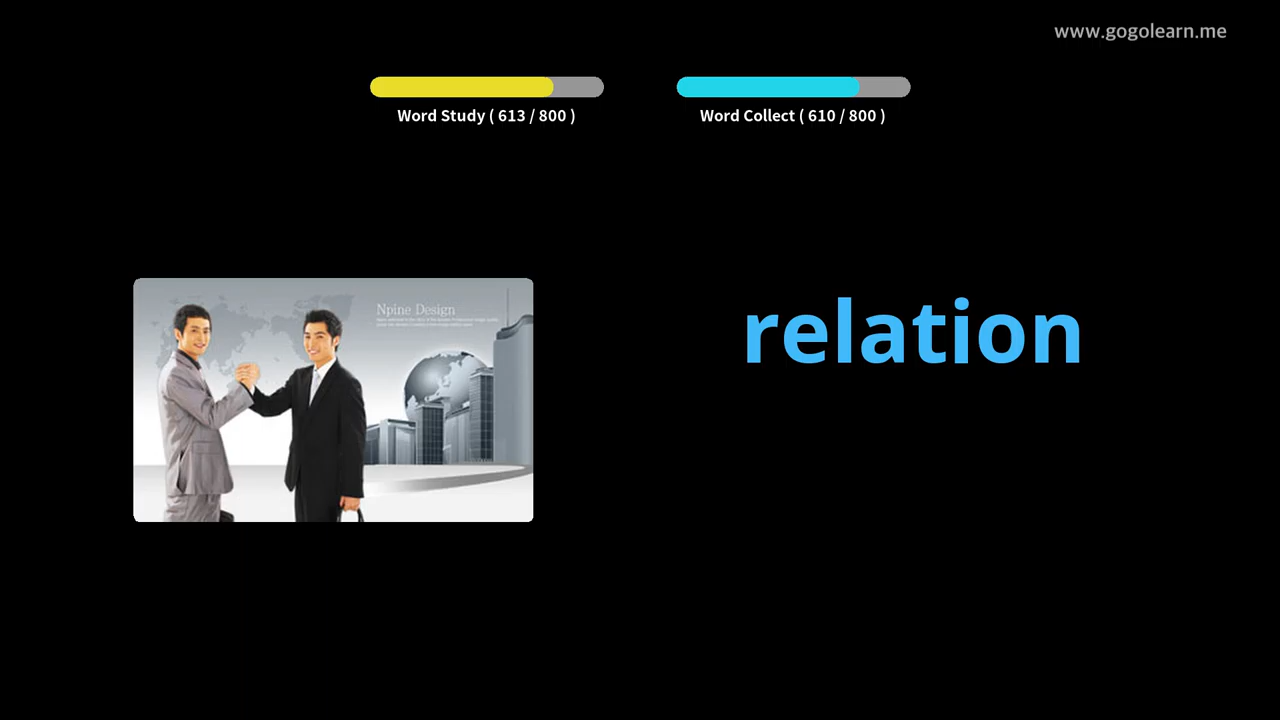 www.gogolearn.me
Word Study ( 613 / 800 )
Word Collect ( 610 / 800 )
Npine Design
relation